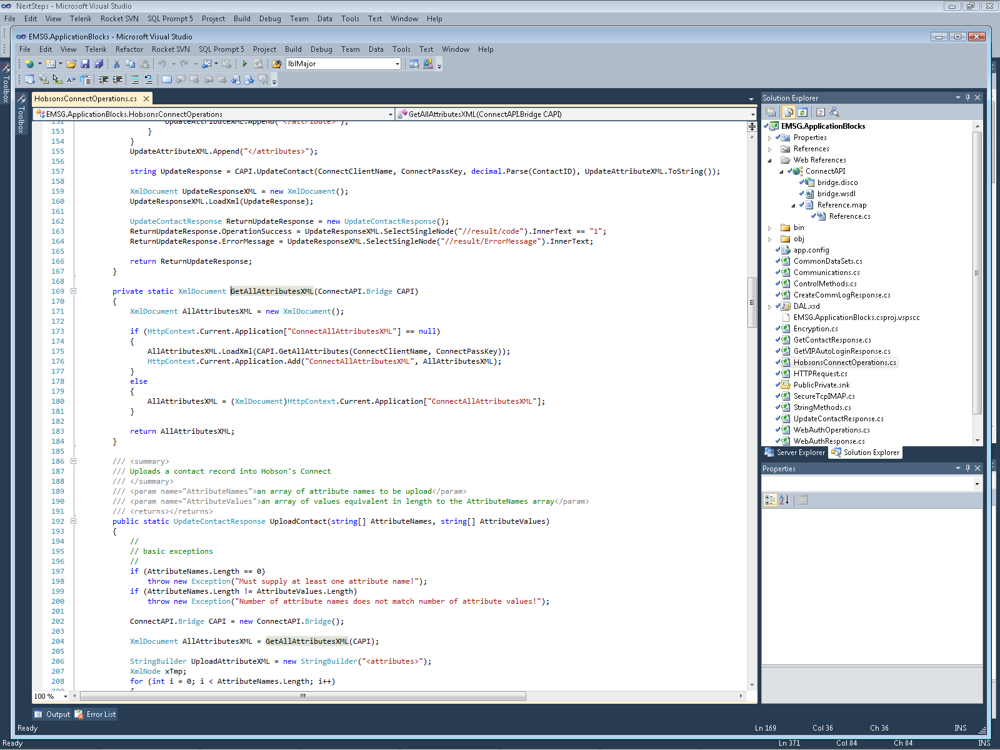 NextSteps - Microsoft Visual Studio
File Edit View Telerik Rocket SVN SQL Prompt 5 Project Build Debug Team Data Tools Test Window Help
EMSG.ApplicationBlocks - Microsoft Visual Studio
File Edit View Telerik Refactor Rocket SVN SQL Prompt 5 Project Build Debug Team Data Tools Test Window Help
lblMajor
Toolbox
Toolbox
HobsonsConnectOperations.cs
EMSG.ApplicationBlocks.HobsonsConnectOperations
GetAllAttributesXML(ConnectAPI.Bridge CAPI)
152 UpdateAttributeXML.Append("</attribute>");
153 }
154 }
155 UpdateAttributeXML.Append("</attributes>");
156
157 string UpdateResponse = CAPI.UpdateContact(ConnectClientName, ConnectPassKey, decimal.Parse(ContactID), UpdateAttributeXML.ToString());
158
159 XmlDocument UpdateResponseXML = new XmlDocument();
160 UpdateResponseXML.LoadXml(UpdateResponse);
161
162 UpdateContactResponse ReturnUpdateResponse = new UpdateContactResponse();
163 ReturnUpdateResponse.OperationSuccess = UpdateResponseXML.SelectSingleNode("//result/code").InnerText == "1";
164 ReturnUpdateResponse.ErrorMessage = UpdateResponseXML.SelectSingleNode("//result/ErrorMessage").InnerText;
165
166 return ReturnUpdateResponse;
167 }
168
169 private static XmlDocument GetAllAttributesXML(ConnectAPI.Bridge CAPI)
170 {
171 XmlDocument AllAttributesXML = new XmlDocument();
172
173 if (HttpContext.Current.Application["ConnectAllAttributesXML"] == null)
174 {
175 AllAttributesXML.LoadXml(CAPI.GetAllAttributes(ConnectClientName, ConnectPassKey));
176 HttpContext.Current.Application.Add("ConnectAllAttributesXML", AllAttributesXML);
177 }
178 else
179 {
180 AllAttributesXML = (XmlDocument)HttpContext.Current.Application["ConnectAllAttributesXML"];
181 }
182
183 return AllAttributesXML;
184 }
185
186 /// <summary>
187 /// Uploads a contact record into Hobson's Connect
188 /// </summary>
189 /// <param name="AttributeNames">an array of attribute names to be upload</param>
190 /// <param name="AttributeValues">an array of values equivalent in length to the AttributeNames array</param>
191 /// <returns></returns>
192 public static UpdateContactResponse UploadContact(string[] AttributeNames, string[] AttributeValues)
193 {
194 //
195 // basic exceptions
196 //
197 if (AttributeNames.Length == 0)
198 throw new Exception("Must supply at least one attribute name!");
199 if (AttributeNames.Length != AttributeValues.Length)
200 throw new Exception("Number of attribute names does not match number of attribute values!");
201
202 ConnectAPI.Bridge CAPI = new ConnectAPI.Bridge();
203
204 XmlDocument AllAttributesXML = GetAllAttributesXML(CAPI);
205
206 StringBuilder UploadAttributeXML = new StringBuilder("<attributes>");
207 XmlNode xTmp;
208 for (int i = 0; i < AttributeNames.Length; i++)
209 {
100 %
Solution Explorer
EMSG.ApplicationBlocks
Properties
References
Web References
ConnectAPI
bridge.disco
bridge.wsdl
Reference.map
Reference.cs
bin
obj
app.config
CommonDataSets.cs
Communications.cs
ControlMethods.cs
CreateCommLogResponse.cs
DAL.xsd
EMSG.ApplicationBlocks.csproj.vspscc
Encryption.cs
GetContactResponse.cs
GetVIPAutoLoginResponse.cs
HobsonsConnectOperations.cs
HTTPRequest.cs
PublicPrivate.snk
SecureTcpIMAP.cs
StringMethods.cs
UpdateContactResponse.cs
WebAuthOperations.cs
WebAuthResponse.cs
Server Explorer Solution Explorer
Properties
Output Error List
Ready Ln 169 Col 36 Ch 36 INS
Ready Ln 371 Col 84 Ch 84 INS